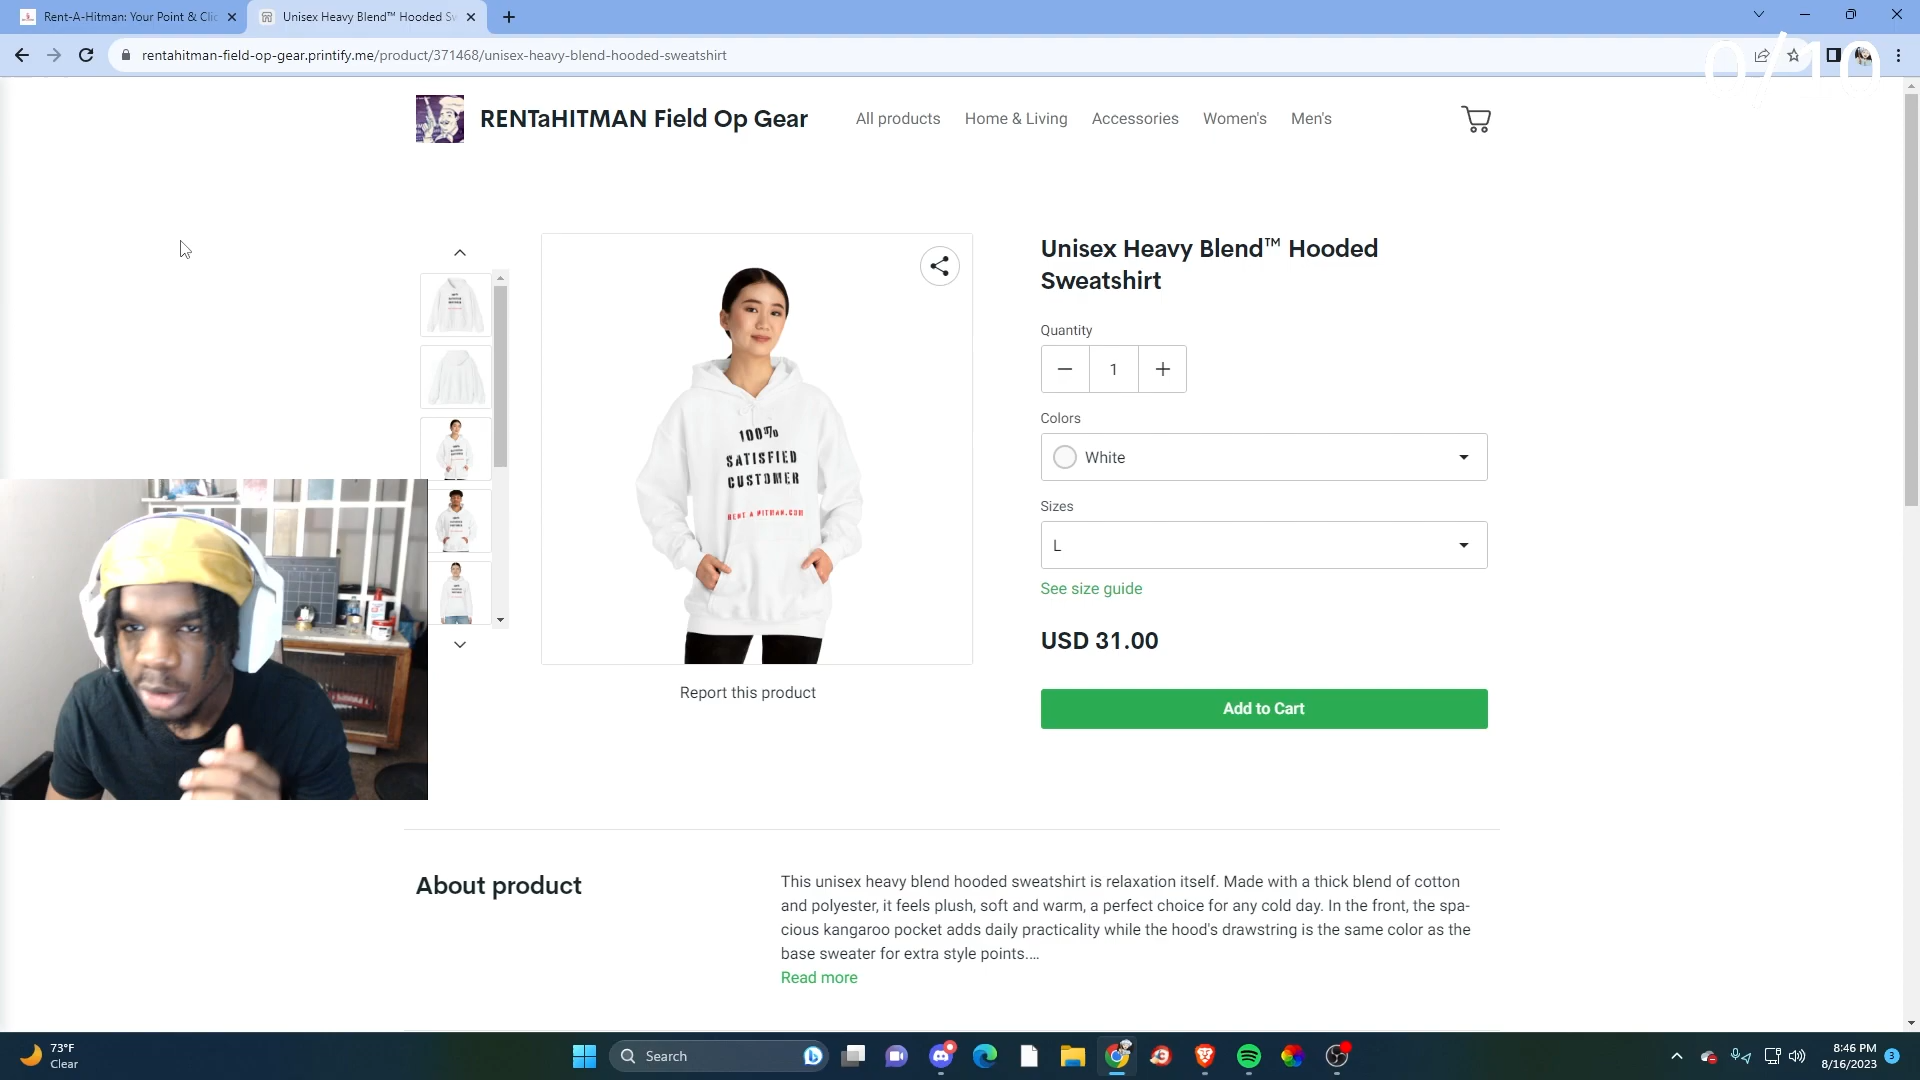 Rent-A-Hitman: Your Point & Clic
Unisex Heavy Blend™ Hooded Sw
rentahitman-field-op-gear.printify.me/product/371468/unisex-heavy-blend-hooded-sweatshirt
0/10
RENTaHITMAN Field Op Gear
All products
Home & Living
Accessories
Women's
Men's
Unisex Heavy Blend™ Hooded
Sweatshirt
Quantity
1
Colors
White
Sizes
L
See size guide
USD 31.00
Add to Cart
100%
SATISFIED
CUSTOMER
RENT A HITMAN.COM
Report this product
About product
This unisex heavy blend hooded sweatshirt is relaxation itself. Made with a thick blend of cotton
and polyester, it feels plush, soft and warm, a perfect choice for any cold day. In the front, the spa-
cious kangaroo pocket adds daily practicality while the hood's drawstring is the same color as the
base sweater for extra style points....
Read more
73°F
Clear
Search
8:46 PM
8/16/2023
3